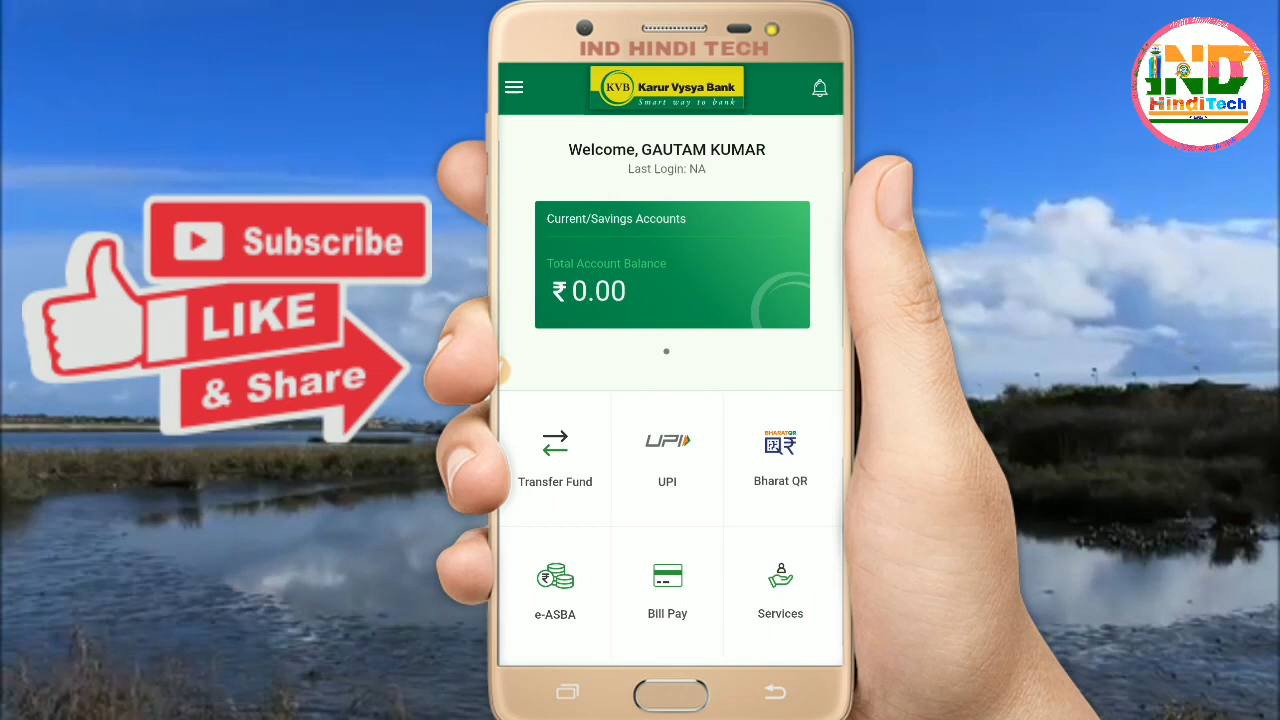 IND HINDI TECH
IND
HindiTech
KVB Karur Vysya Bank
Smart way to bank
Welcome, GAUTAM KUMAR
Last Login: NA
Subscribe
LIKE
& Share
Current/Savings Accounts
Total Account Balance
₹ 0.00
Transfer Fund
UPI
UPI
BHARATQR
Bharat QR
e-ASBA
Bill Pay
Services